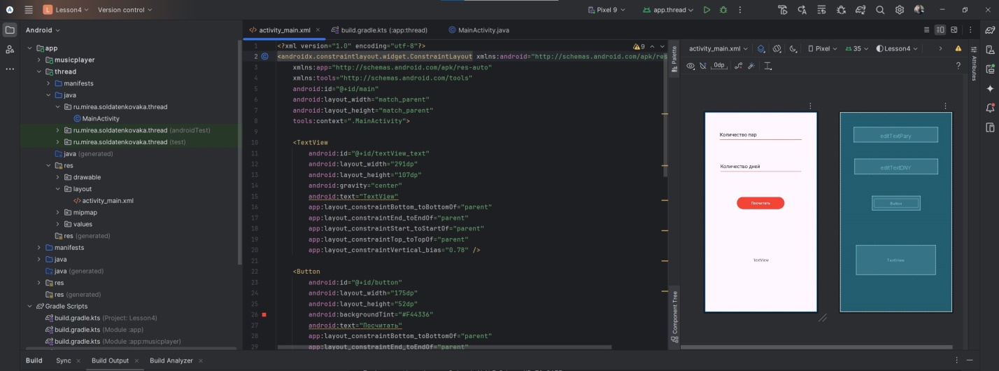 L Lesson4 Version control Pixel 9 app.thread
Android
app
musicplayer
thread
manifests
java
ru.mirea.soldatenkovaka.thread
MainActivity
ru.mirea.soldatenkovaka.thread (androidTest)
ru.mirea.soldatenkovaka.thread (test)
java (generated)
res
drawable
layout
activity_main.xml
mipmap
values
res (generated)
manifests
java
java (generated)
res
res (generated)
Gradle Scripts
build.gradle.kts (Project: Lesson4)
build.gradle.kts (Module :app)
build.gradle.kts (Module :app:musicplayer)
activity_main.xml build.gradle.kts (:app:thread) MainActivity.java
9
1 <?xml version="1.0" encoding="utf-8"?>
2 <androidx.constraintlayout.widget.ConstraintLayout xmlns:android="http://schemas.android.com/apk/res
3 xmlns:app="http://schemas.android.com/apk/res-auto"
4 xmlns:tools="http://schemas.android.com/tools"
5 android:id="@+id/main"
6 android:layout_width="match_parent"
7 android:layout_height="match_parent"
8 tools:context=".MainActivity">
9
10 <TextView
11 android:id="@+id/textView_text"
12 android:layout_width="291dp"
13 android:layout_height="107dp"
14 android:gravity="center"
15 android:text="TextView"
16 app:layout_constraintBottom_toBottomOf="parent"
17 app:layout_constraintEnd_toEndOf="parent"
18 app:layout_constraintStart_toStartOf="parent"
19 app:layout_constraintTop_toTopOf="parent"
20 app:layout_constraintVertical_bias="0.78" />
21
22 <Button
23 android:id="@+id/button"
24 android:layout_width="175dp"
25 android:layout_height="52dp"
26 android:backgroundTint="#F44336"
27 android:text="Посчитать"
28 app:layout_constraintBottom_toBottomOf="parent"
29 app:layout_constraintEnd_toEndOf="parent"
Palette
Component Tree
activity_main.xml Pixel 35 Lesson4
0dp ?
Attributes
Количество пар
Количество дней
Посчитать
TextView
editTextPary
editTextDNY
Button
TextView
Build Sync Build Output Build Analyzer